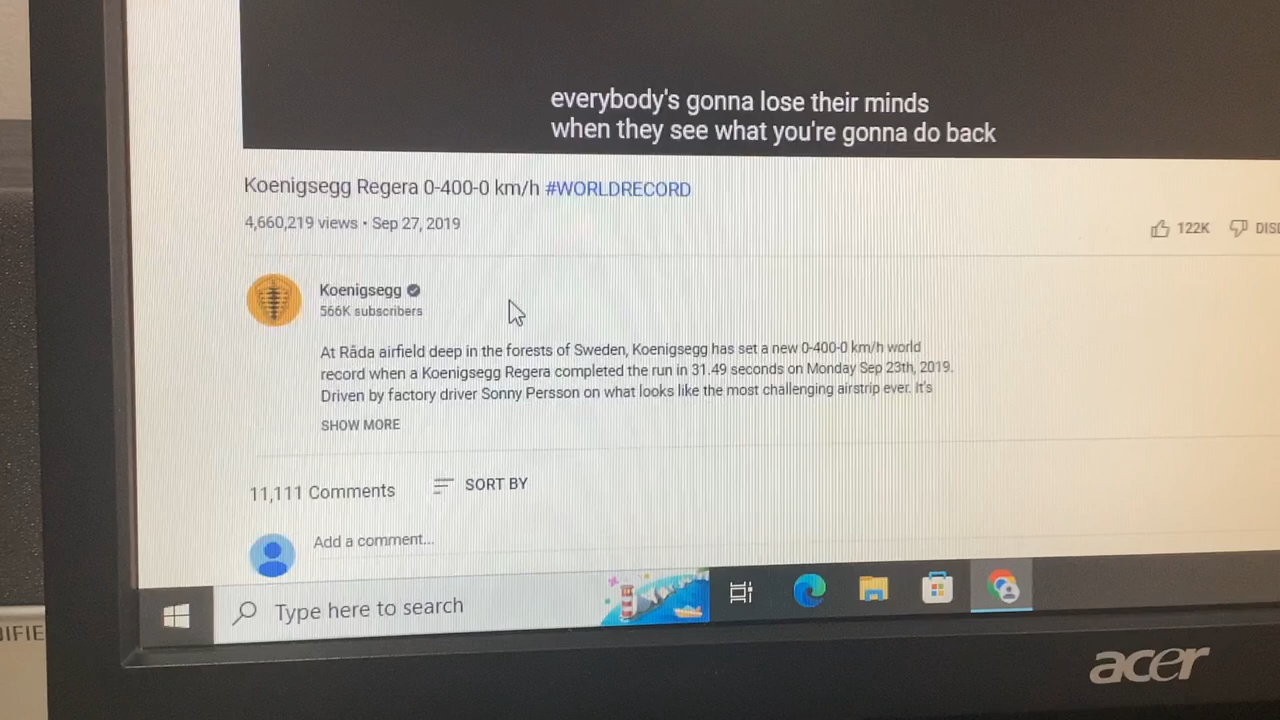 everybody's gonna lose their minds
when they see what you're gonna do back
Koenigsegg Regera 0-400-0 km/h #WORLDRECORD
4,660,219 views • Sep 27, 2019
122K
DISL
Koenigsegg
566K subscribers
At Råda airfield deep in the forests of Sweden, Koenigsegg has set a new 0-400-0 km/h world
record when a Koenigsegg Regera completed the run in 31.49 seconds on Monday Sep 23th, 2019.
Driven by factory driver Sonny Persson on what looks like the most challenging airstrip ever. It's
SHOW MORE
11,111 Comments
SORT BY
Add a comment...
Type here to search
acer